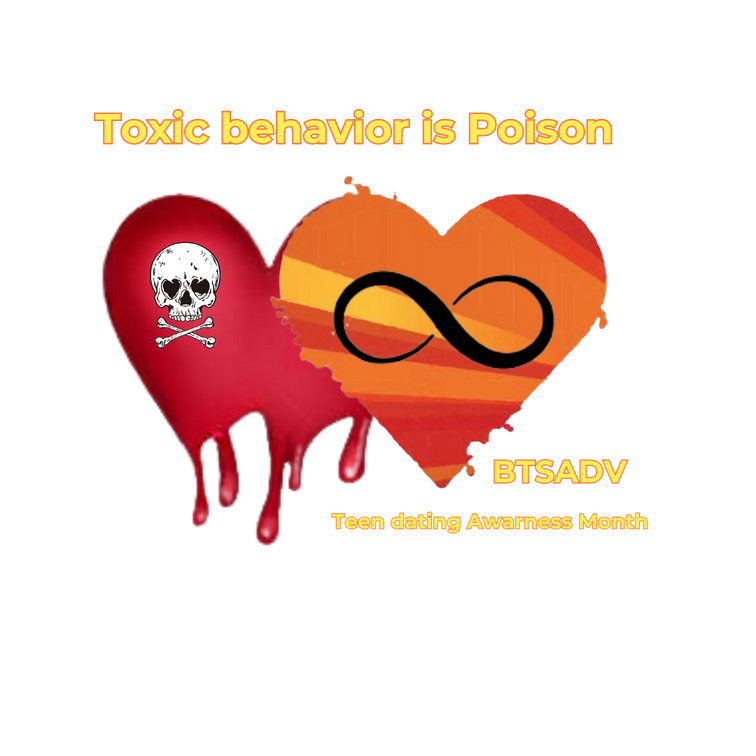 Toxic behavior is Poison
BTSADV
Teen dating Awarness Month